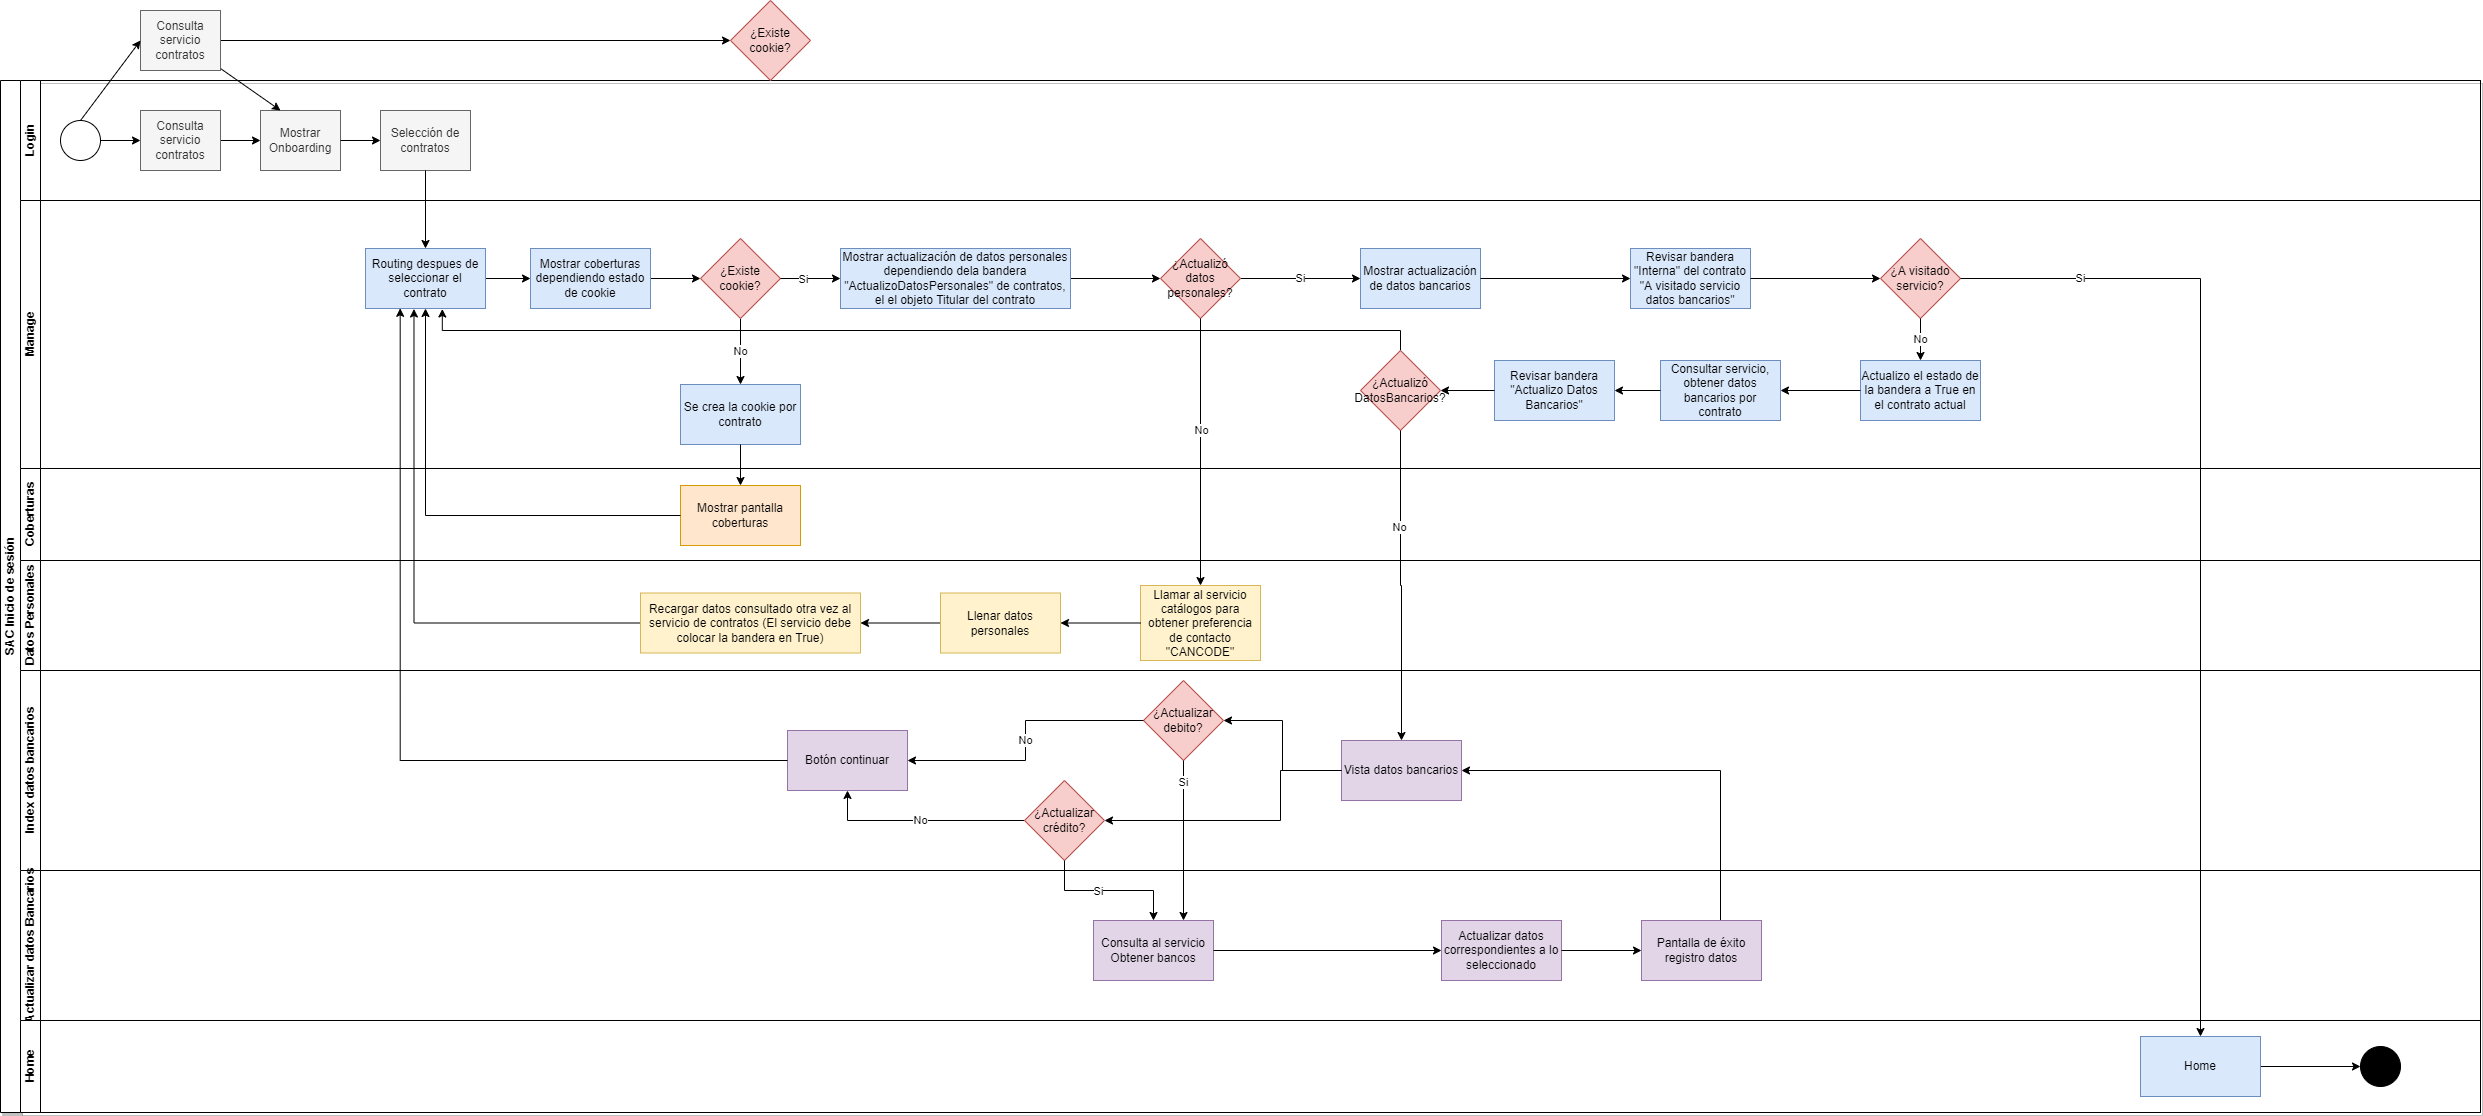 Consulta
servicio
contratos
¿Existe
cookie?
SAC Inicio de sesión
Login
Consulta
servicio
contratos
Mostrar
Onboarding
Selección de
contratos
Manage
Routing despues de
seleccionar el
contrato
Mostrar coberturas
dependiendo estado
de cookie
¿Existe
cookie?
Si
Mostrar actualización de datos personales
dependiendo dela bandera
"ActualizoDatosPersonales" de contratos,
el el objeto Titular del contrato
¿Actualizó
datos
personales?
Si
Mostrar actualización
de datos bancarios
Revisar bandera
"Interna" del contrato
"A visitado servicio
datos bancarios"
¿A visitado
servicio?
Si
No
No
Se crea la cookie por
contrato
No
¿Actualizó
DatosBancarios?
Revisar bandera
"Actualizo Datos
Bancarios"
Consultar servicio,
obtener datos
bancarios por
contrato
Actualizo el estado de
la bandera a True en
el contrato actual
Coberturas
Mostrar pantalla
coberturas
No
Datos Personales
Recargar datos consultado otra vez al
servicio de contratos (El servicio debe
colocar la bandera en True)
Llenar datos
personales
Llamar al servicio
catálogos para
obtener preferencia
de contacto
"CANCODE"
Index datos bancarios
Botón continuar
No
¿Actualizar
debito?
Si
Vista datos bancarios
No
¿Actualizar
crédito?
Actualizar datos Bancarios
Si
Consulta al servicio
Obtener bancos
Actualizar datos
correspondientes a lo
seleccionado
Pantalla de éxito
registro datos
Home
Home